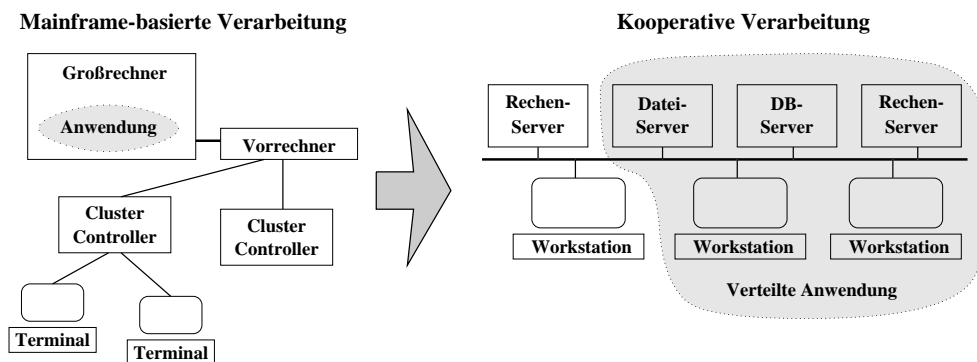 Mainframe-basierte Verarbeitung
Großrechner
Anwendung
Vorrechner
Cluster
Controller
Cluster
Controller
Terminal
Terminal
Kooperative Verarbeitung
Rechen-
Server
Datei-
Server
DB-
Server
Rechen-
Server
Workstation
Workstation
Workstation
Verteilte Anwendung